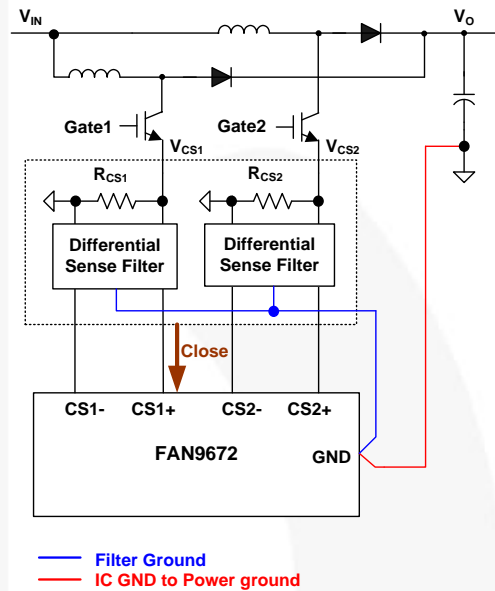 VIN
VO
Gate1
Gate2
VCS1
VCS2
RCS1
RCS2
Differential
Sense Filter
Differential
Sense Filter
Close
CS1-
CS1+
CS2-
CS2+
FAN9672
GND
Filter Ground
IC GND to Power ground